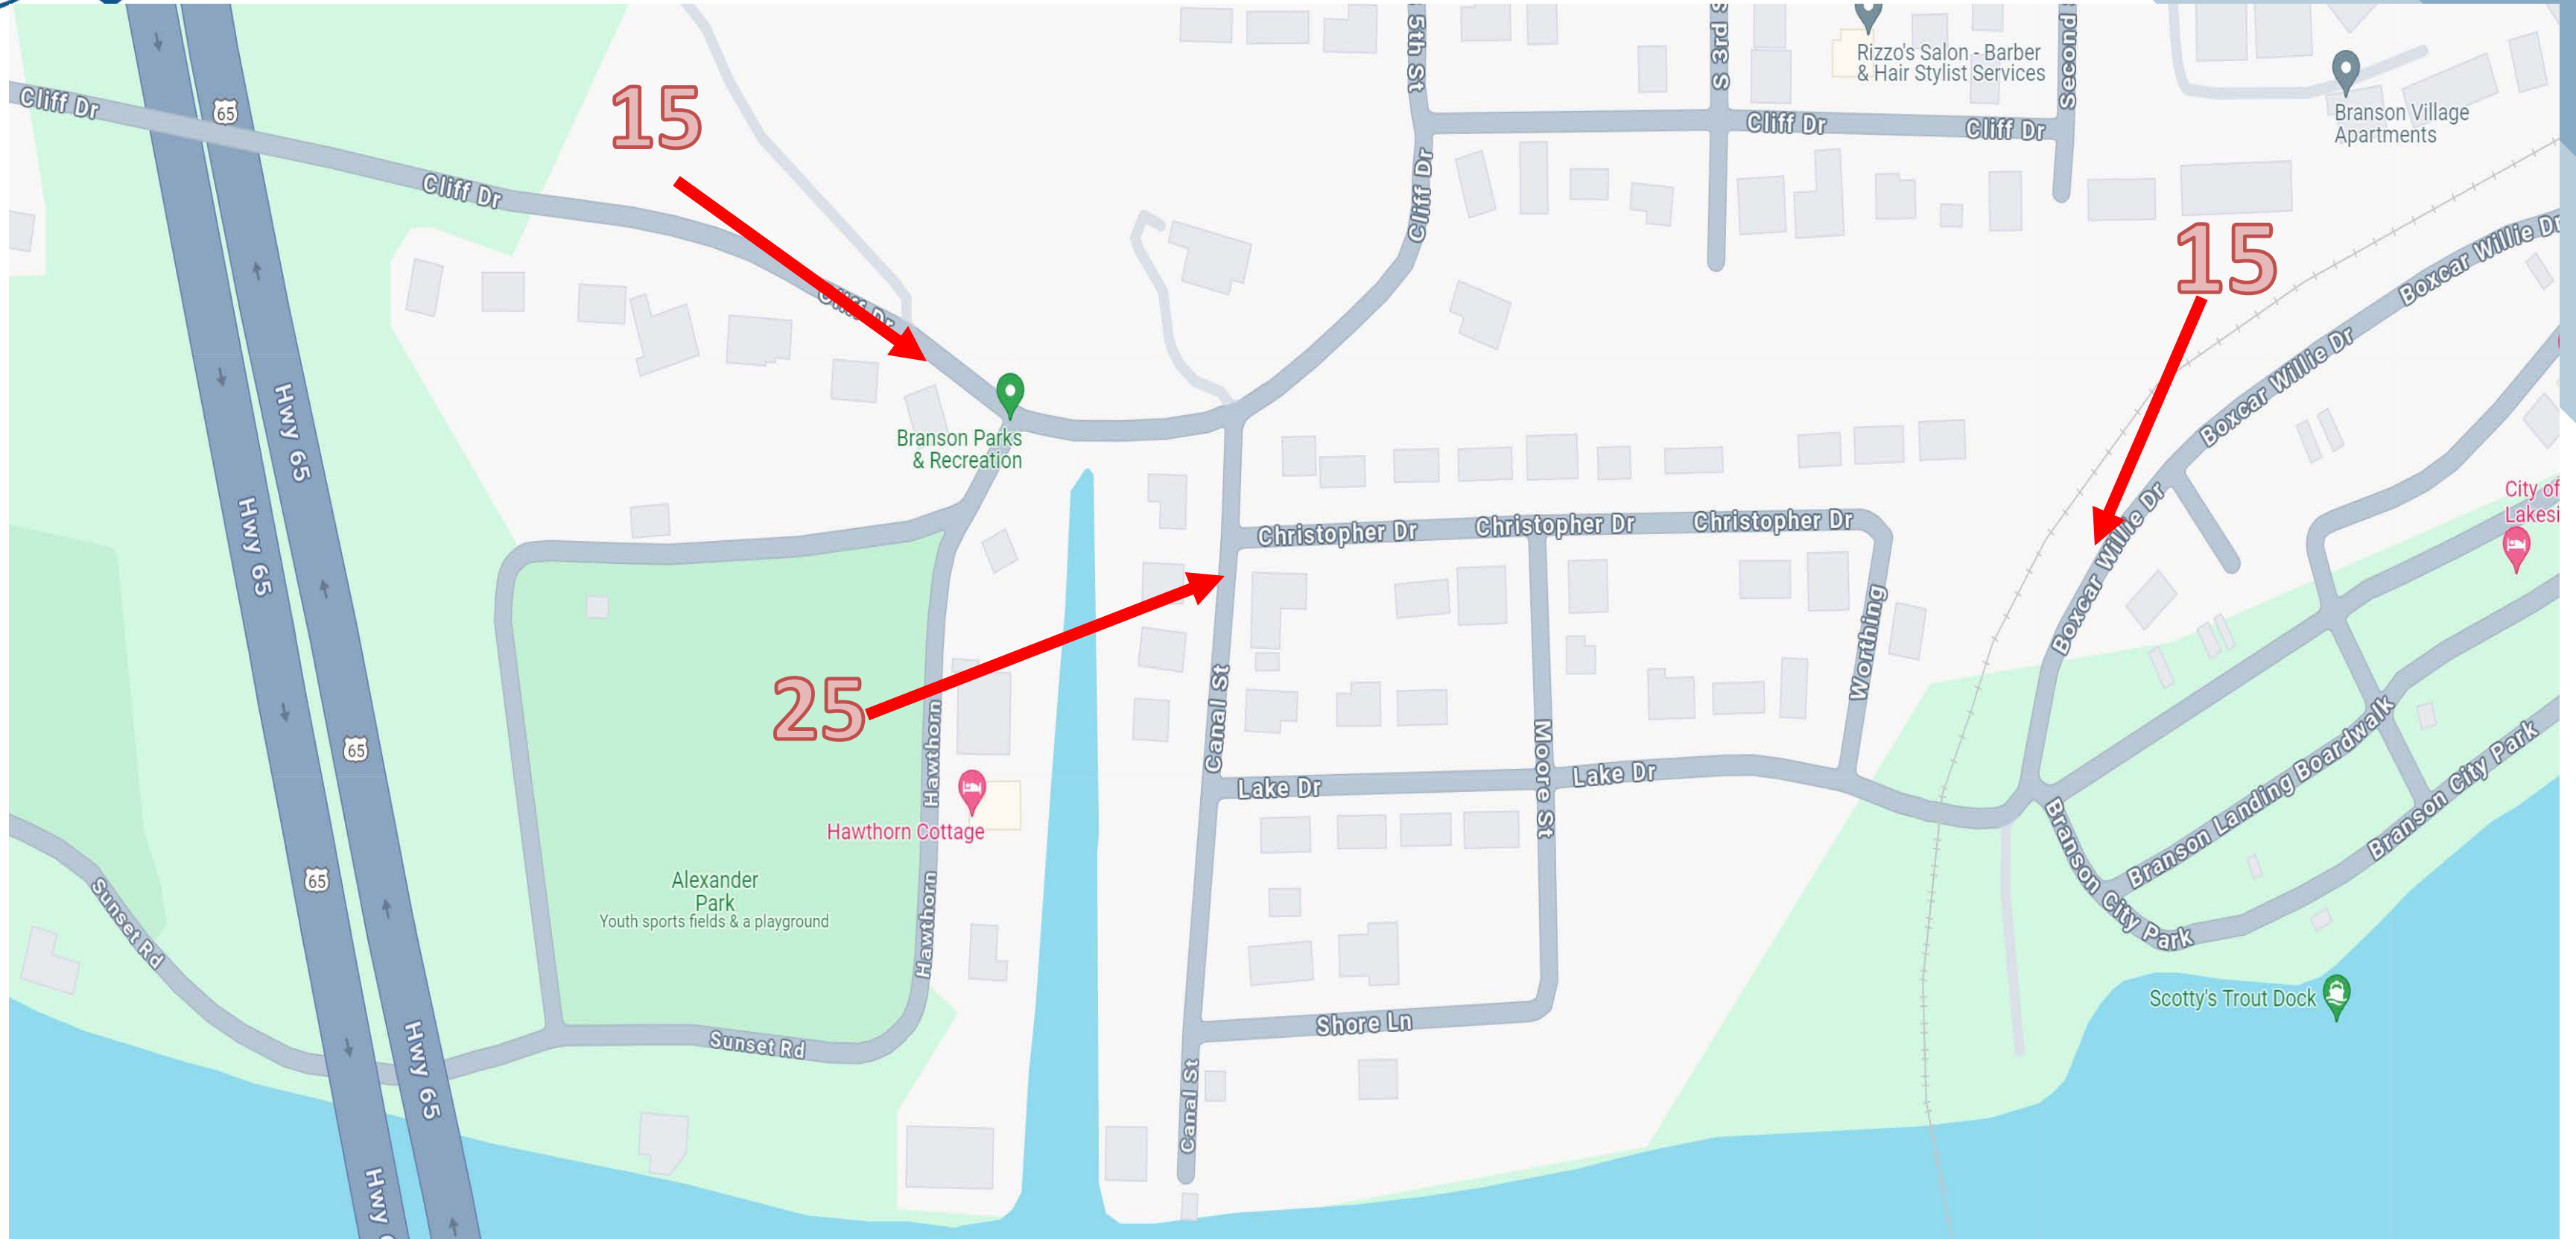 5th St
S 3rd S
Second
Rizzo's Salon - Barber
& Hair Stylist Services
Branson Village
Apartments
Cliff Dr
65
15
Cliff Dr
Cliff Dr
Cliff Dr
Cliff Dr
Cliff Dr
Cliff Dr
15
Boxcar Willie Dr
Boxcar Willie Dr
Boxcar Willie Dr
Boxcar Willie Dr
Hwy 65
Hwy 65
Branson Parks
& Recreation
City of
Lakesi
Christopher Dr
Christopher Dr
Christopher Dr
Worthing
25
Canal St
Moore St
65
Hawthorn
Lake Dr
Lake Dr
Hawthorn Cottage
Branson Landing Boardwalk
Branson City Park
Branson City Park
65
Alexander
Park
Youth sports fields & a playground
Hawthorn
Sunset Rd
Scotty's Trout Dock
Shore Ln
Sunset Rd
Hwy 65
Canal St
Hwy